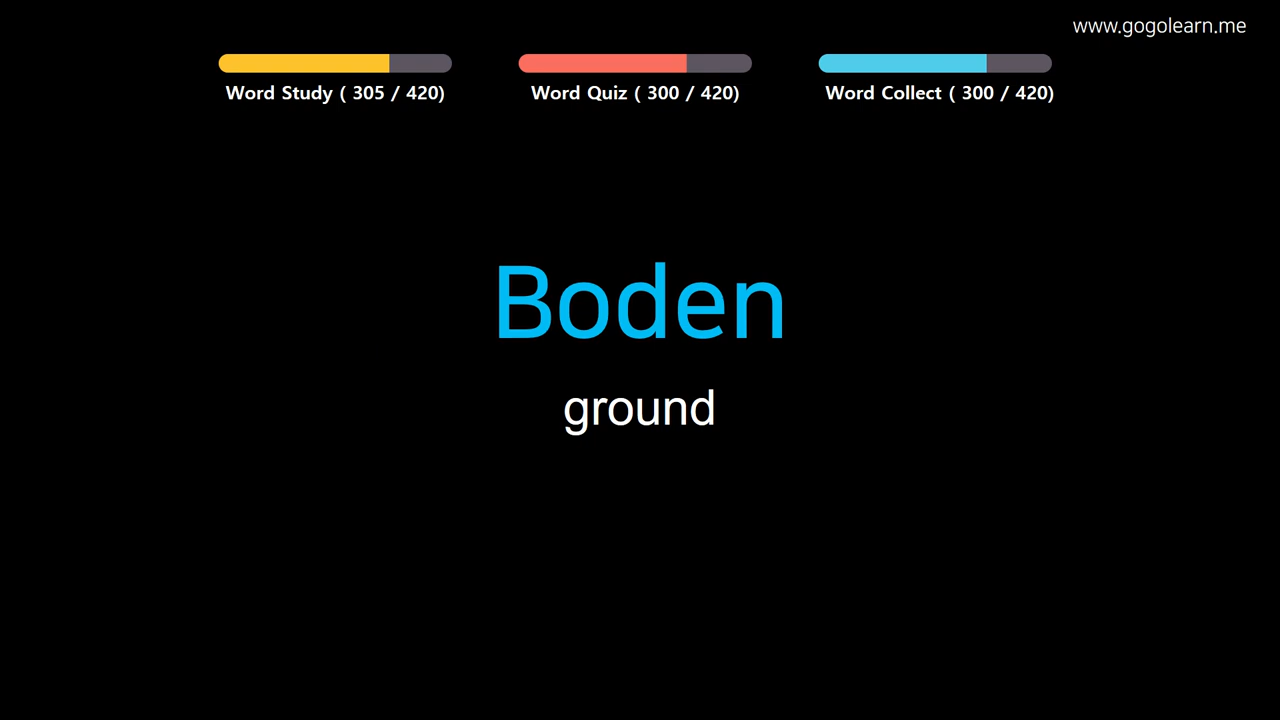 www.gogolearn.me
Word Study ( 305 / 420)
Word Quiz ( 300 / 420)
Word Collect ( 300 / 420)
Boden
ground